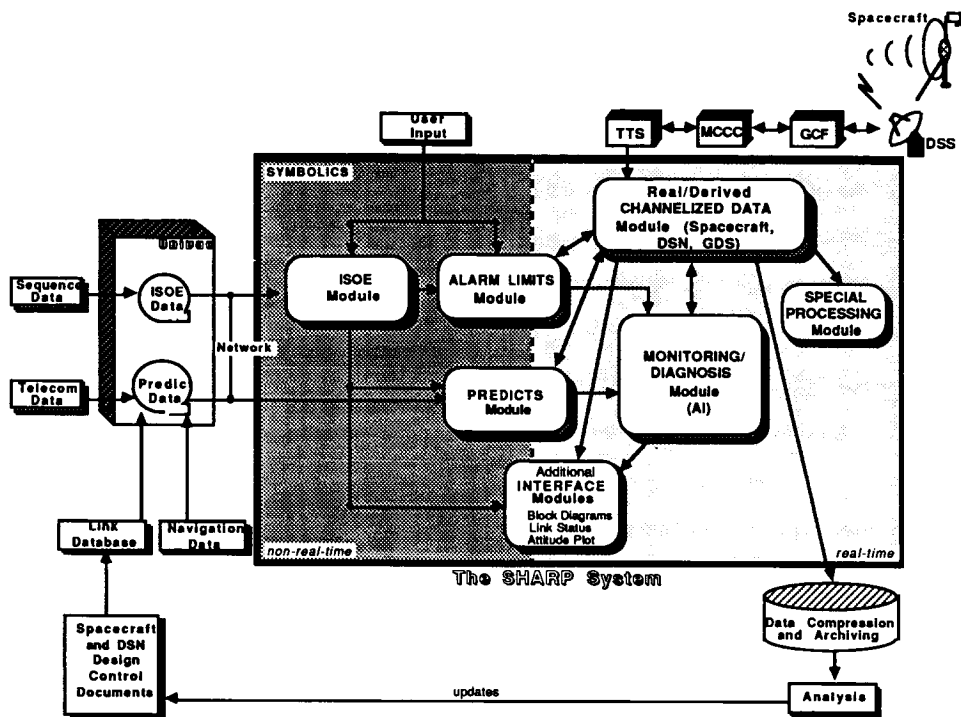 Spacecraft
User
Input
TTS
MCCC
GCF
DSS
SYMBOLICS
Real/Derived
CHANNELIZED DATA
Module (Spacecraft,
DSN, GDS)
Univac
Sequence
Data
ISOE
Data
ISOE
Module
ALARM LIMITS
Module
SPECIAL
PROCESSING
Module
Network
MONITORING/
DIAGNOSIS
Module
(AI)
Telecom
Data
Predic
Data
PREDICTS
Module
Additional
INTERFACE
Modules
Block Diagrams
Link Status
Attitude Plot
Link
Database
Navigation
Data
non-real-time
real-time
The SHARP System
Data Compression
and Archiving
Spacecraft
and DSN
Design
Control
Documents
updates
Analysis